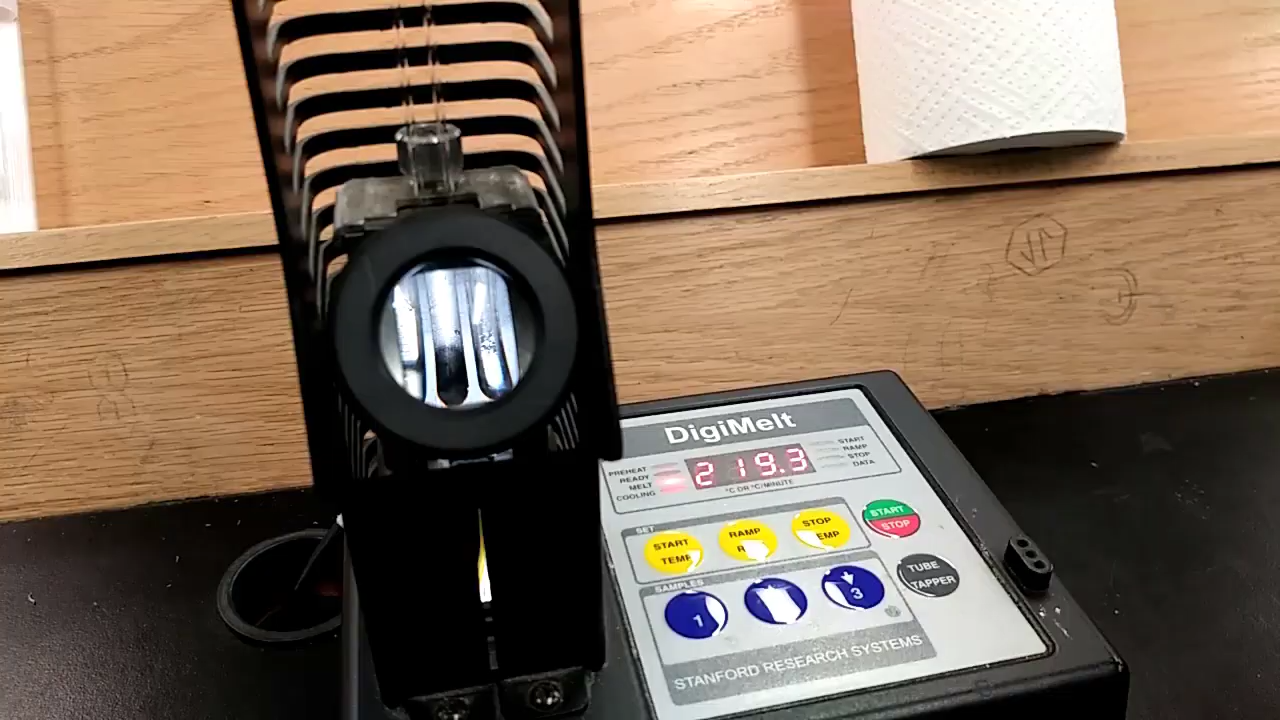 DigiMelt
219.3
°C OR °C/MINUTE
PREHEAT
READY
MELT
COOLING
START
RAMP
STOP
DATA
SET
START
TEMP
RAMP
STOP
EMP
START
STOP
TUBE
TAPPER
SAMPLES
1
3
STANFORD RESEARCH SYSTEMS